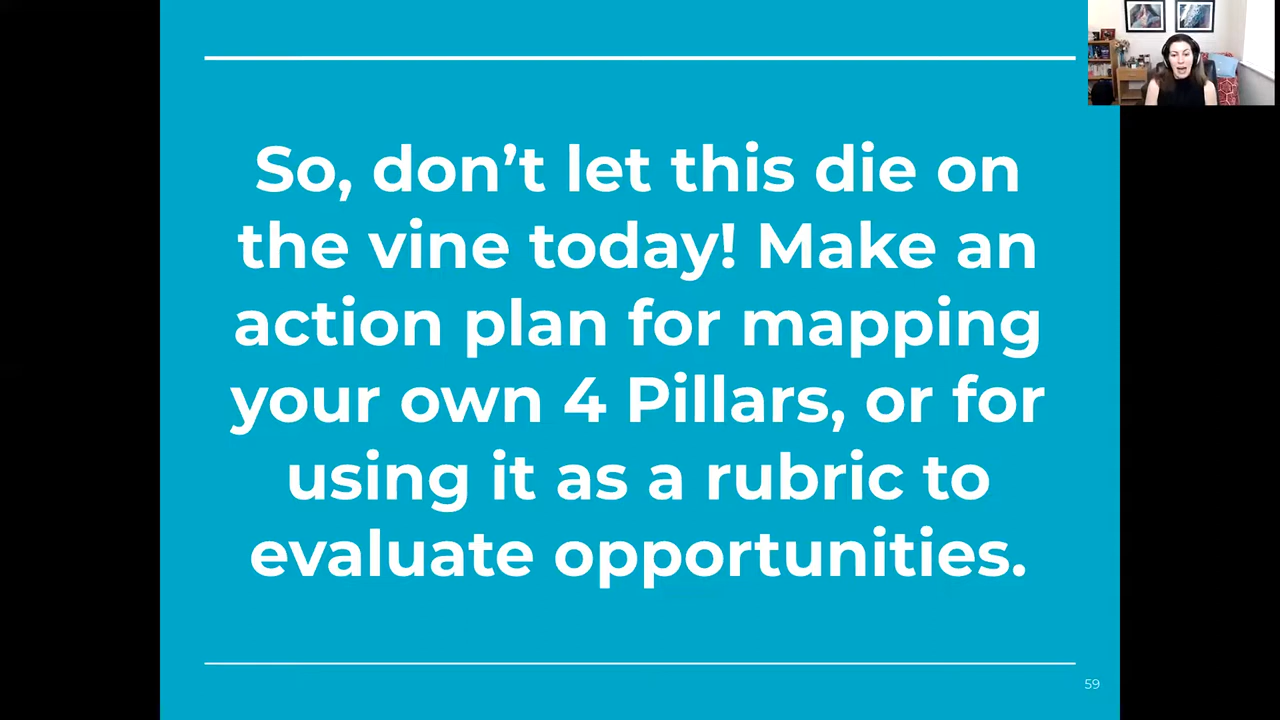 So, don’t let this die on
the vine today! Make an
action plan for mapping
your own 4 Pillars, or for
using it as a rubric to
evaluate opportunities.
59